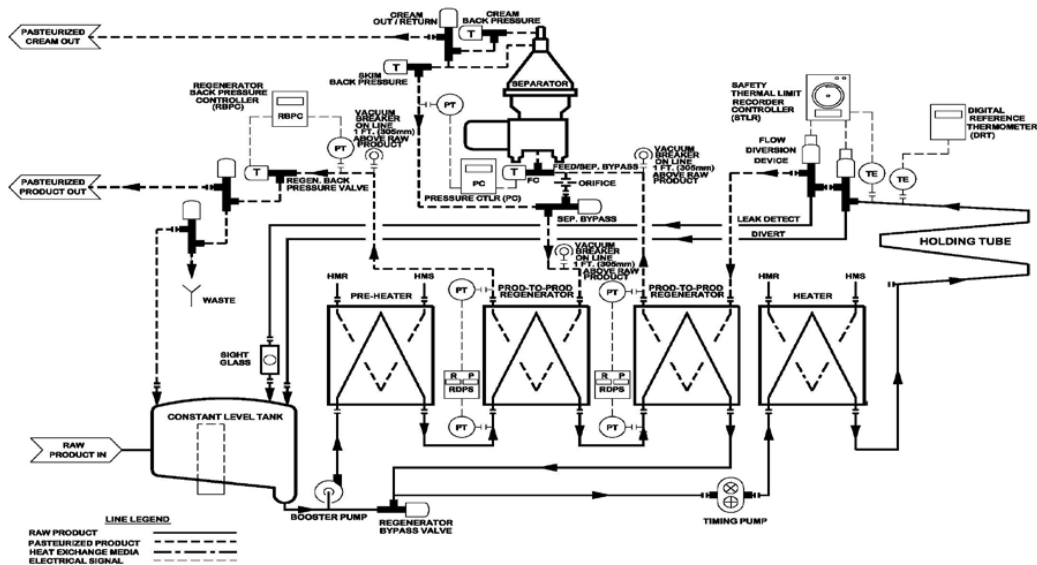 CREAM
OUT / RETURN
CREAM
BACK PRESSURE
PASTEURIZED
CREAM OUT
T
T
SKIM
BACK PRESSURE
SEPARATOR
REGENERATOR
BACK PRESSURE
CONTROLLER
(RBPC)
RBPC
PT
VACUUM
BREAKER
ON LINE
1 FT. (305mm)
ABOVE RAW
PRODUCT
PT
SAFETY
THERMAL LIMIT
RECORDER
CONTROLLER
(STLR)
DIGITAL
REFERENCE
THERMOMETER
(DRT)
FLOW
DIVERSION
DEVICE
TE
TE
PASTEURIZED
PRODUCT OUT
T
REGEN. BACK
PRESSURE VALVE
PC
PRESSURE CTLR (PC)
T
FC
FEED/SEP. BYPASS
ORIFICE
SEP. BYPASS
VACUUM
BREAKER
ON LINE
1 FT. (305mm)
ABOVE RAW
PRODUCT
LEAK DETECT
DIVERT
HOLDING TUBE
VACUUM
BREAKER
ON LINE
1 FT. (305mm)
ABOVE RAW
PRODUCT
WASTE
HMR
HMS
PRE-HEATER
PT
PROD-TO-PROD
REGENERATOR
PT
PROD-TO-PROD
REGENERATOR
HMR
HMS
HEATER
SIGHT
GLASS
R P
RDPS
R P
RDPS
PT
PT
CONSTANT LEVEL TANK
RAW
PRODUCT IN
BOOSTER PUMP
REGENERATOR
BYPASS VALVE
TIMING PUMP
LINE LEGEND
RAW PRODUCT
PASTEURIZED PRODUCT
HEAT EXCHANGE MEDIA
ELECTRICAL SIGNAL